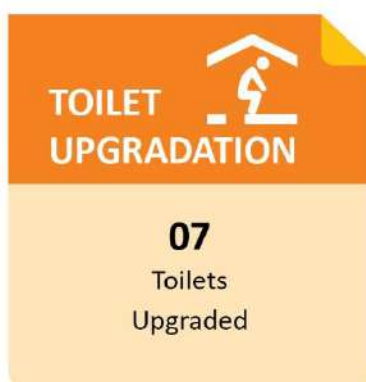 TOILET
UPGRADATION
07
Toilets
Upgraded